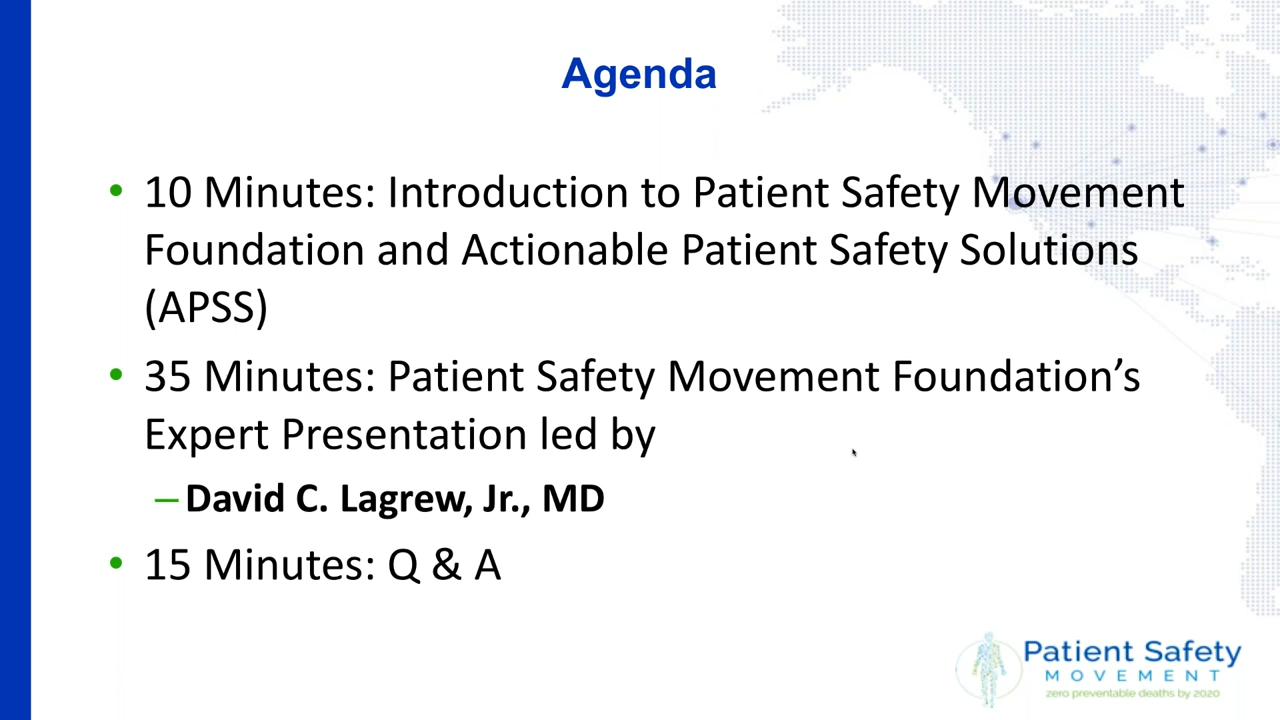 Agenda
• 10 Minutes: Introduction to Patient Safety Movement
Foundation and Actionable Patient Safety Solutions
(APSS)
• 35 Minutes: Patient Safety Movement Foundation’s
Expert Presentation led by
– David C. Lagrew, Jr., MD
• 15 Minutes: Q & A
Patient Safety
MOVEMENT
zero preventable deaths by 2020